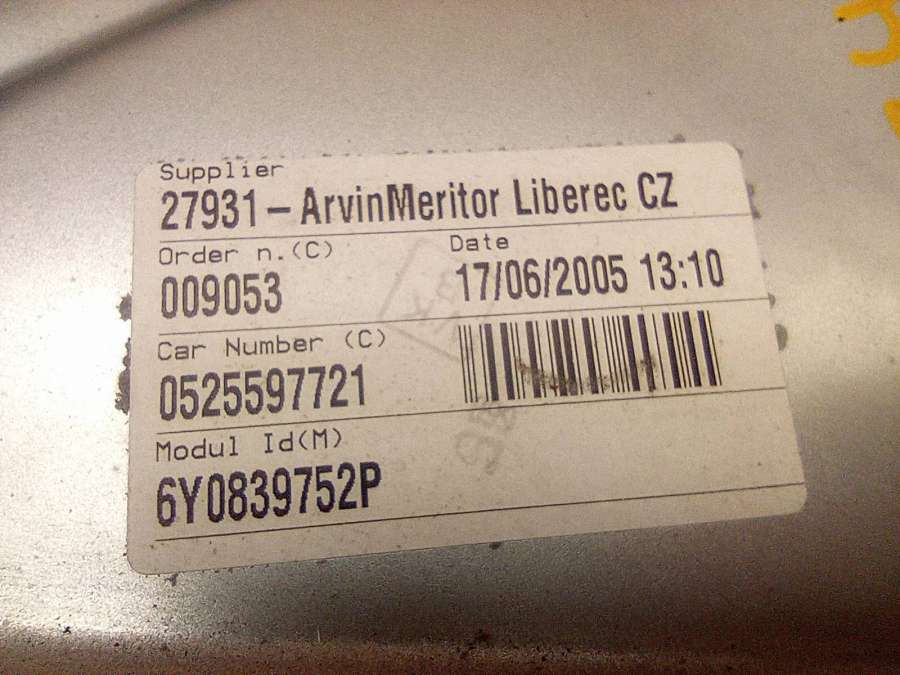 Supplier
27931 – ArvinMeritor Liberec CZ
Order n.(C)
009053
Date
17/06/2005 13:10
Car Number (C)
0525597721
Modul Id(M)
6Y0839752P